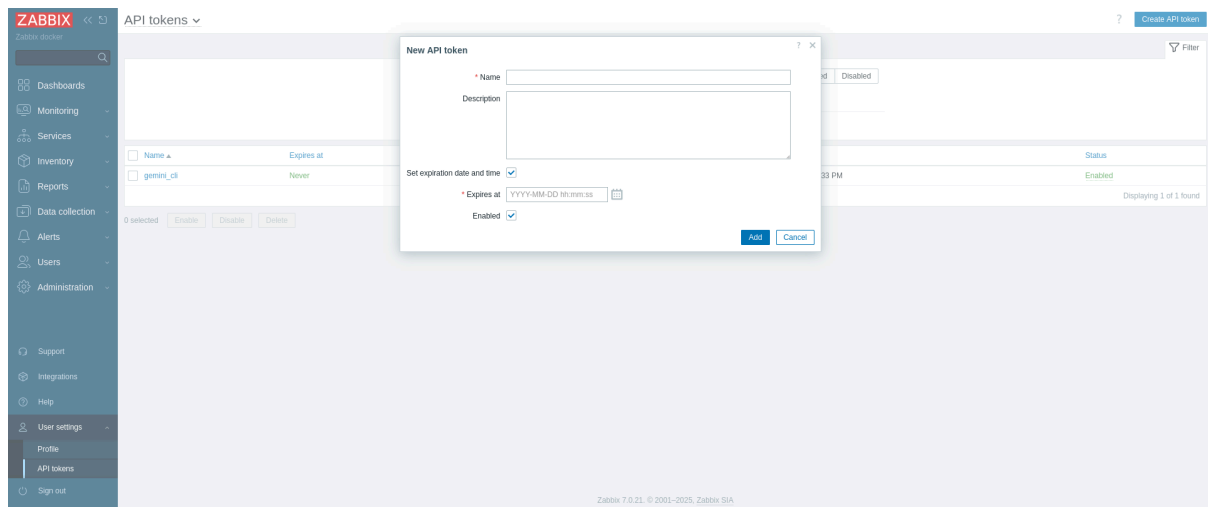 ZABBIX
API tokens
?
Create API token
Zabbix docker
Filter
New API token
?
* Name
Disabled
Dashboards
Description
Monitoring
Services
Name
Expires at
Status
Inventory
gemini_cli
Never
33 PM
Enabled
Set expiration date and time
Reports
* Expires at
YYYY-MM-DD hh:mm:ss
Displaying 1 of 1 found
Data collection
Enabled
0 selected
Enable
Disable
Delete
Alerts
Add
Cancel
Users
Administration
Support
Integrations
Help
User settings
Profile
API tokens
Sign out
Zabbix 7.0.21. © 2001–2025, Zabbix SIA